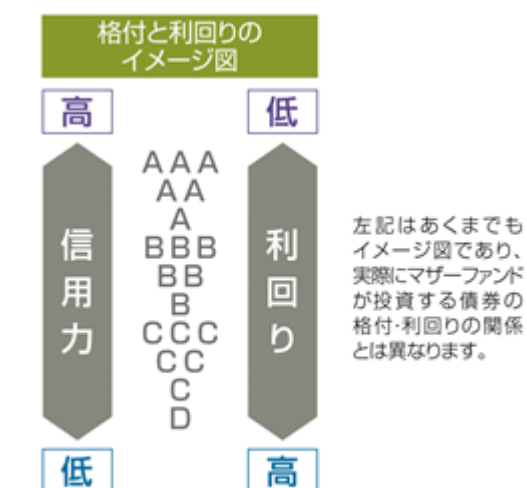 格付と利回りの
イメージ図
高
低
信用力
AAA
AA
A
BBB
BB
B
CCC
CC
C
D
利回り
低
高
左記はあくまでも
イメージ図であり、
実際にマザーファンド
が投資する債券の
格付・利回りの関係
とは異なります。